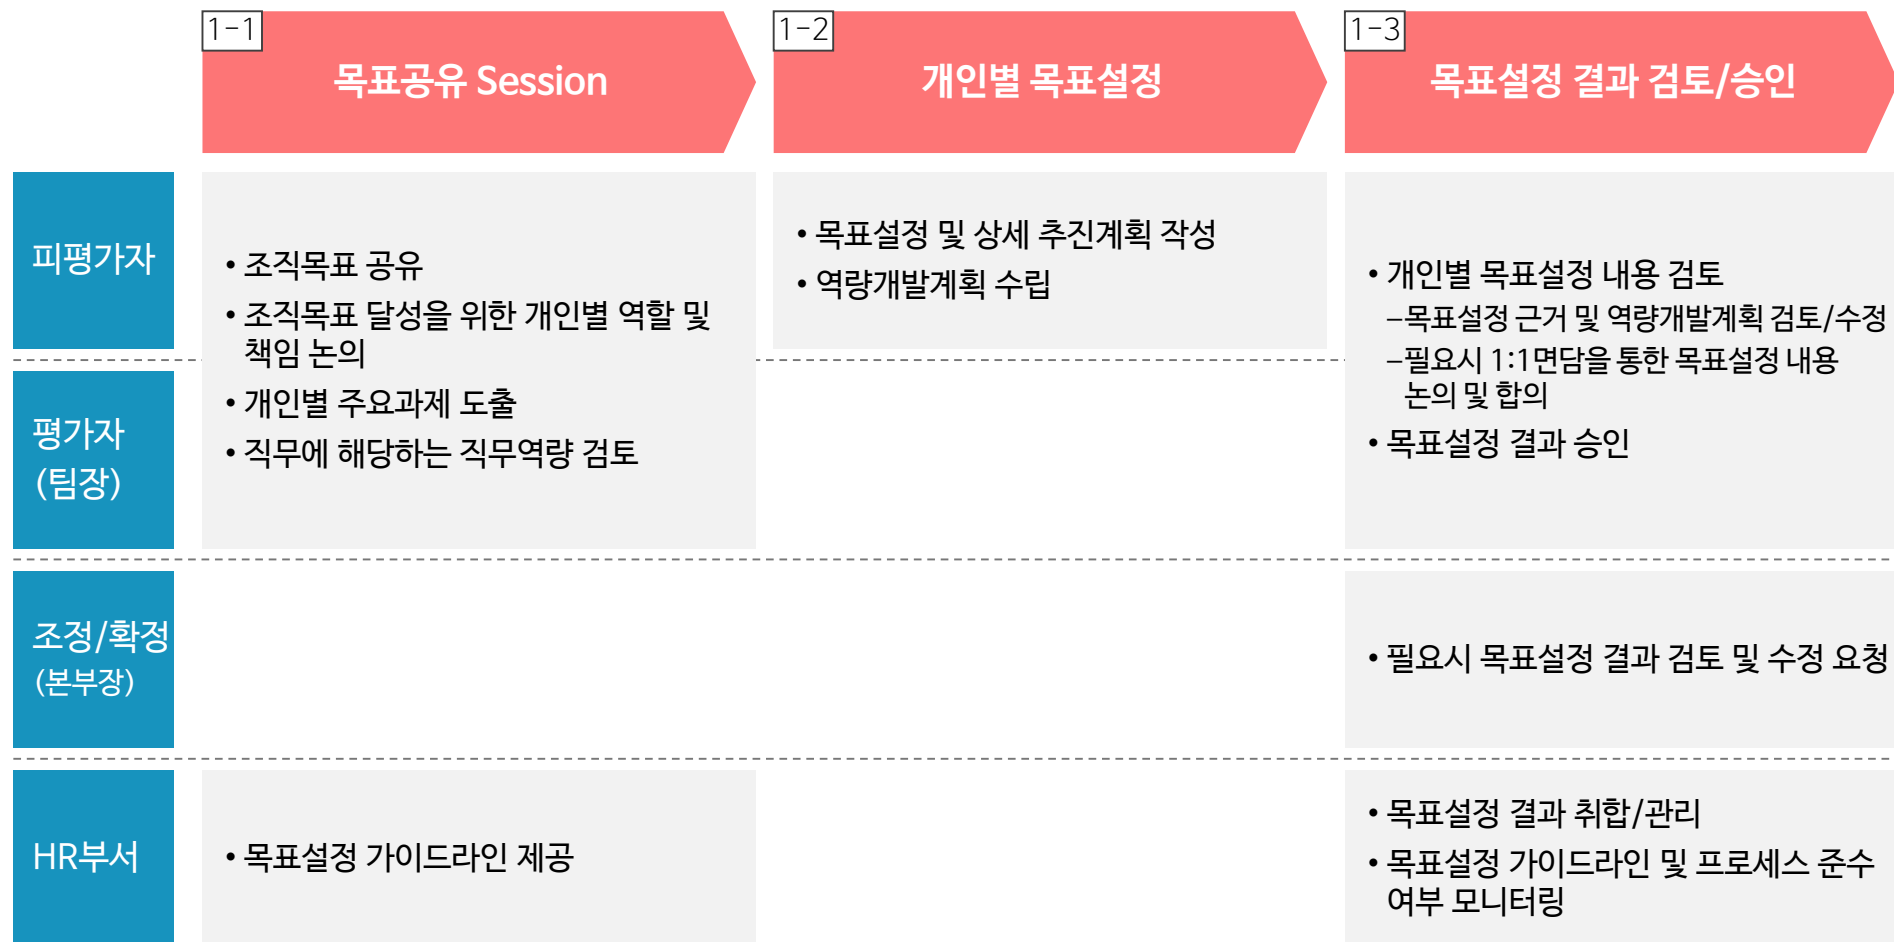 1-1
목표공유 Session
1-2
개인별 목표설정
1-3
목표설정 결과 검토/승인
피평가자
평가자
(팀장)
• 조직목표 공유
• 조직목표 달성을 위한 개인별 역할 및
책임 논의
• 개인별 주요과제 도출
• 직무에 해당하는 직무역량 검토
• 목표설정 및 상세 추진계획 작성
• 역량개발계획 수립
• 개인별 목표설정 내용 검토
–목표설정 근거 및 역량개발계획 검토/수정
–필요시 1:1면담을 통한 목표설정 내용
논의 및 합의
• 목표설정 결과 승인
조정/확정
(본부장)
• 필요시 목표설정 결과 검토 및 수정 요청
HR부서
• 목표설정 가이드라인 제공
• 목표설정 결과 취합/관리
• 목표설정 가이드라인 및 프로세스 준수
여부 모니터링